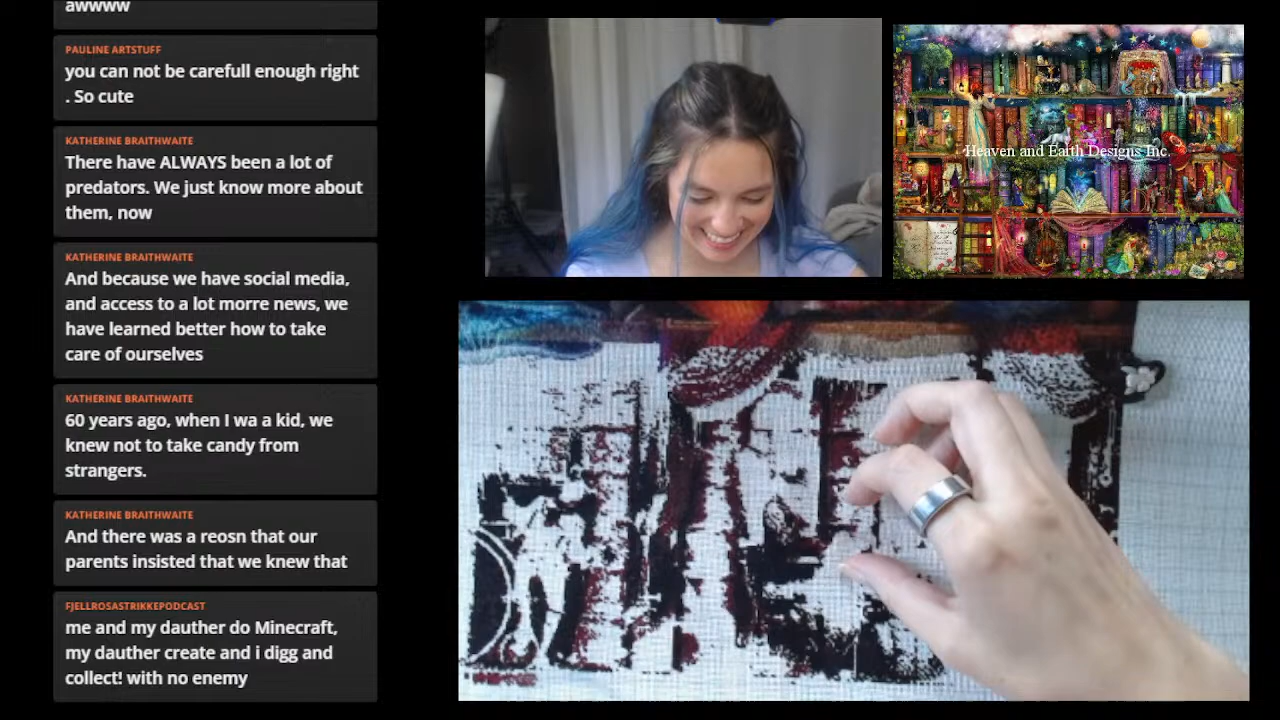 awwww
PAULINE ARTSTUFF
you can not be carefull enough right
. So cute
KATHERINE BRAITHWAITE
There have ALWAYS been a lot of
predators. We just know more about
them, now
KATHERINE BRAITHWAITE
And because we have social media,
and access to a lot morre news, we
have learned better how to take
care of ourselves
KATHERINE BRAITHWAITE
60 years ago, when I wa a kid, we
knew not to take candy from
strangers.
KATHERINE BRAITHWAITE
And there was a reosn that our
parents insisted that we knew that
FJELLROSASTRIKKEPODCAST
me and my dauther do Minecraft,
my dauther create and i digg and
collect! with no enemy
Heaven and Earth Designs Inc.